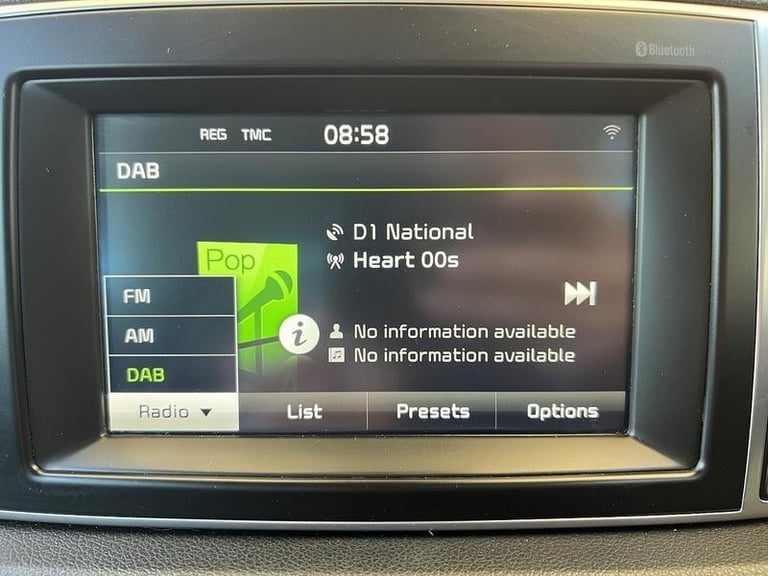 Bluetooth
REG TMC 08:58
DAB
D1 National
Pop
Heart 00s
FM
AM
i No information available
No information available
DAB
Radio ▼ List Presets Options